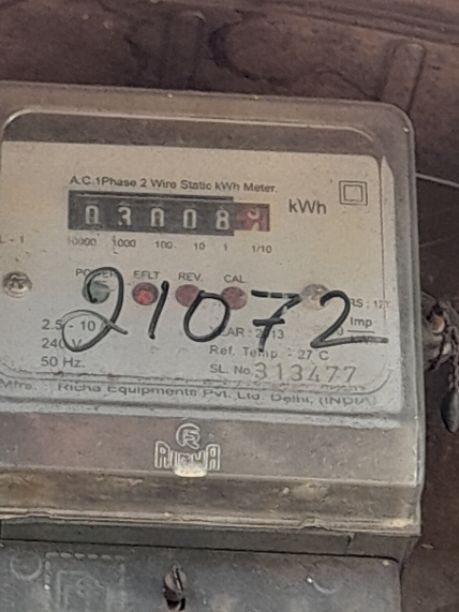 A.C.1Phase 2 Wire Static kWh Meter.
03008
kWh
10000 1000 100 10 1 1/10
EFLT REV. CAL
21072
2.5 - 10
240 V
50 Hz.
Imp
Ref. Temp. - 27 C
SL. No. 313477
Mfrs. Richa Equipments Pvt. Ltd. Delhi, (INDIA)
RICHA